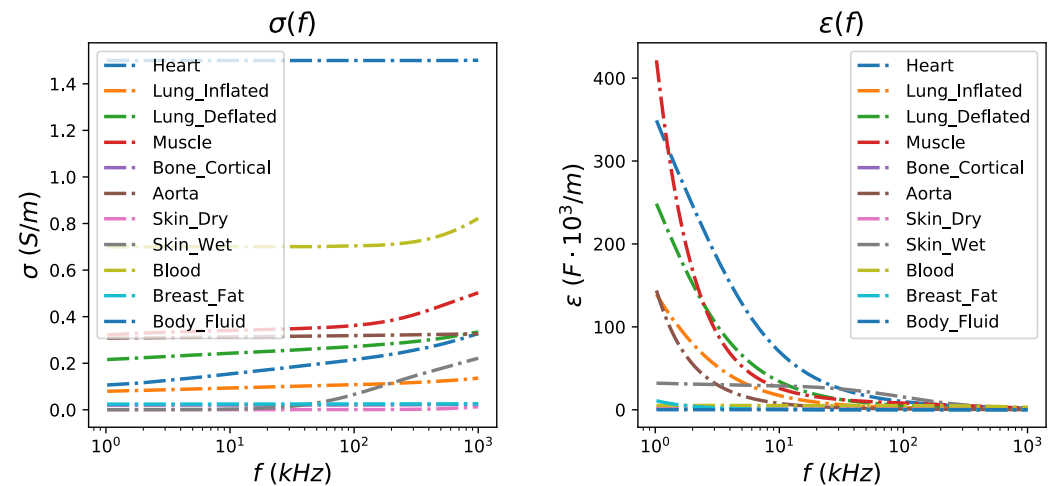 σ(f)
σ (S/m)
1.4
1.2
1.0
0.8
0.6
0.4
0.2
0.0
Heart
Lung_Inflated
Lung_Deflated
Muscle
Bone_Cortical
Aorta
Skin_Dry
Skin_Wet
Blood
Breast_Fat
Body_Fluid
10⁰ 10¹ 10² 10³
f (kHz)
ε(f)
ε (F · 10³/m)
400
300
200
100
0
Heart
Lung_Inflated
Lung_Deflated
Muscle
Bone_Cortical
Aorta
Skin_Dry
Skin_Wet
Blood
Breast_Fat
Body_Fluid
10⁰ 10¹ 10² 10³
f (kHz)